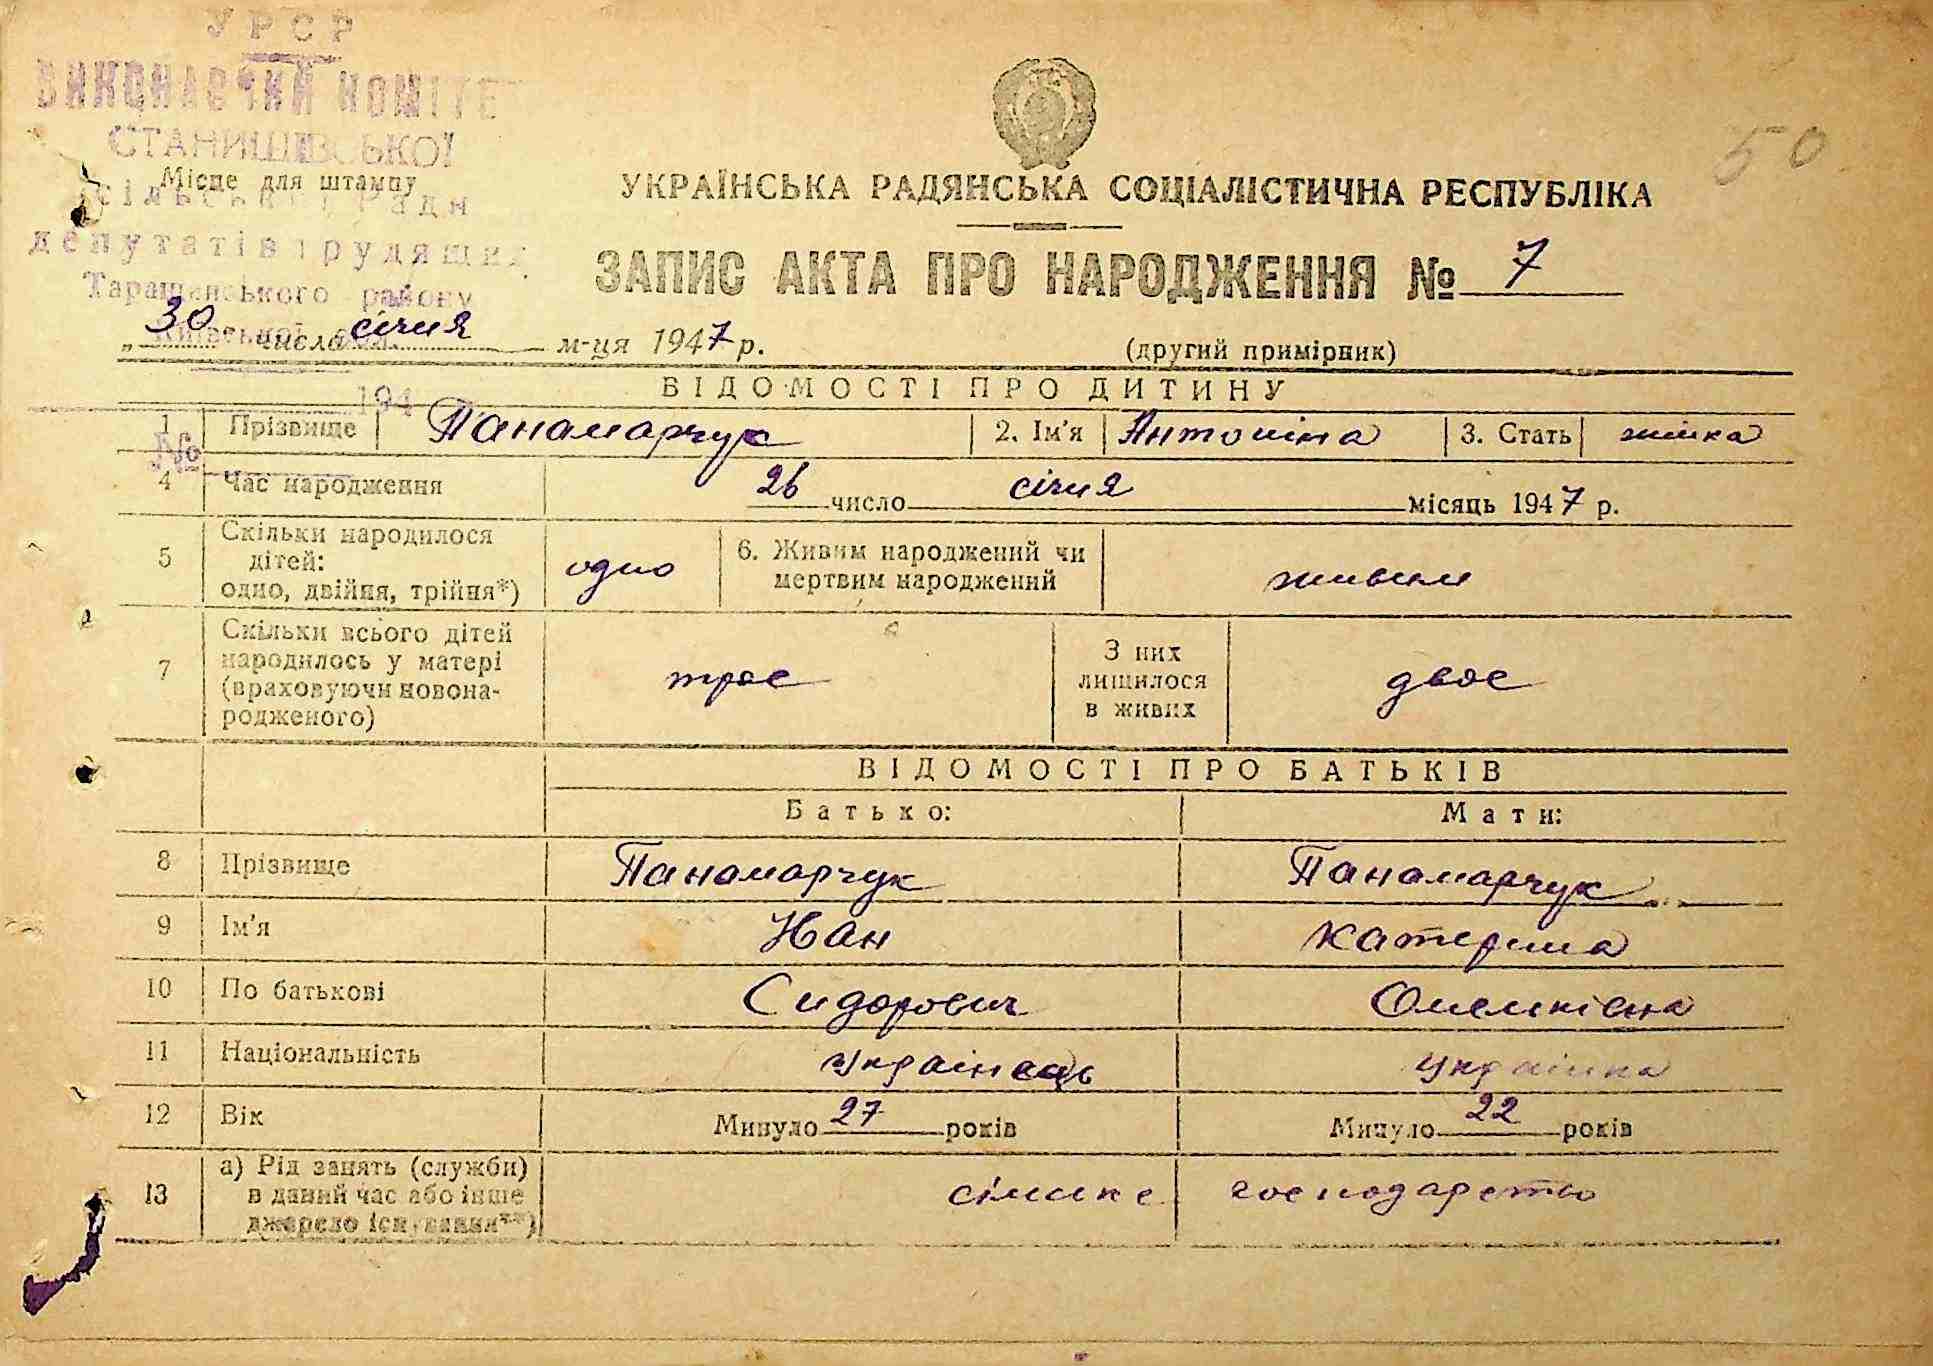 УРСР
ВИКОНАВЧИЙ КОМІТЕТ
СТАНИШІВСЬКОЇ
Місце для штампу
сільської Ради
депутатів трудящих
Таращанського району
Київської обл.
50
УКРАЇНСЬКА РАДЯНСЬКА СОЦІАЛІСТИЧНА РЕСПУБЛІКА
ЗАПИС АКТА ПРО НАРОДЖЕННЯ № 7
„30" числа січня м-ця 1947 р.
(другий примірник)
194
№
ВІДОМОСТІ ПРО ДИТИНУ
1 Прізвище Панамарчук 2. Ім'я Антоніна 3. Стать жінка
4 Час народження 26 число січня місяць 1947 р.
5 Скільки народилося дітей: одно, двійня, трійня*) одно 6. Живим народжений чи мертвим народжений живим
7 Скільки всього дітей народилось у матері (враховуючи новонародженого) троє З них лишилося в живих двоє
ВІДОМОСТІ ПРО БАТЬКІВ
Батько: Мати:
8 Прізвище Панамарчук Панамарчук
9 Ім'я Іван Катерина
10 По батькові Сидорович
11 Національність українець українка
12 Вік Минуло 27 років Минуло 22 років
13 а) Рід занять (служби) в даний час або інше джерело існування**) сільське господарство